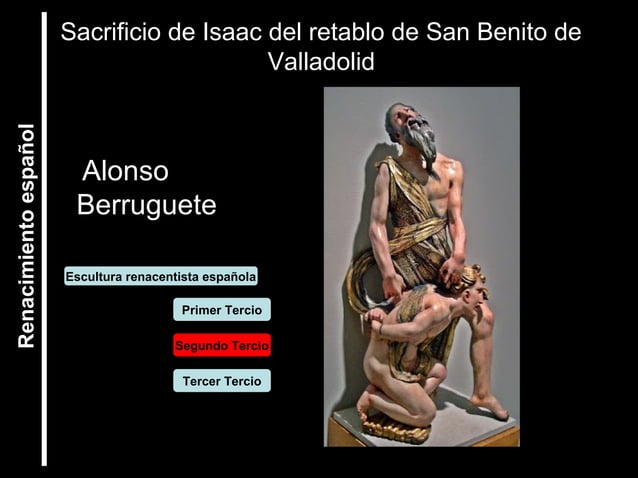 Sacrificio de Isaac del retablo de San Benito de
Valladolid
Renacimiento español
Alonso
Berruguete
Escultura renacentista española
Primer Tercio
Segundo Tercio
Tercer Tercio